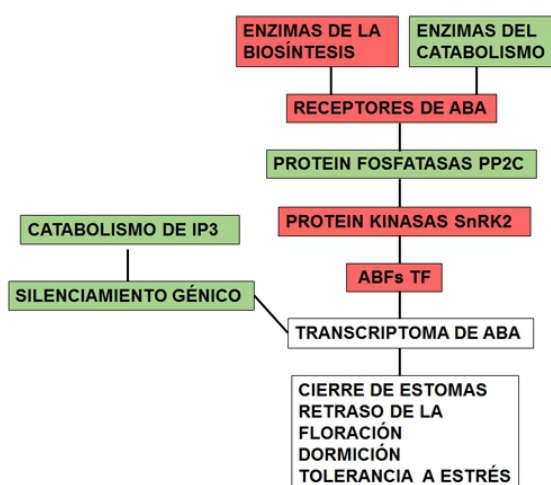 ENZIMAS DE LA
BIOSÍNTESIS
ENZIMAS DEL
CATABOLISMO
RECEPTORES DE ABA
PROTEIN FOSFATASAS PP2C
PROTEIN KINASAS SnRK2
CATABOLISMO DE IP3
ABFs TF
SILENCIAMIENTO GÉNICO
TRANSCRIPTOMA DE ABA
CIERRE DE ESTOMAS
RETRASO DE LA
FLORACIÓN
DORMICIÓN
TOLERANCIA A ESTRÉS